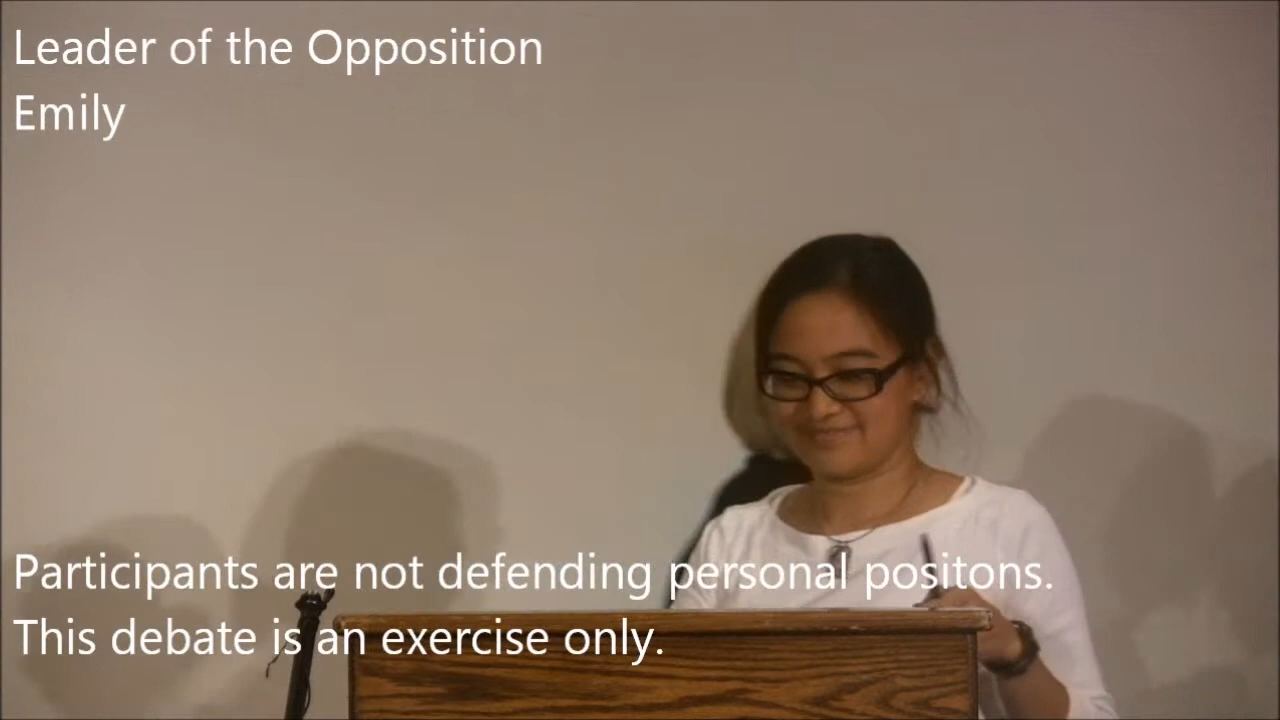 Leader of the Opposition
Emily
Participants are not defending personal positons.
This debate is an exercise only.